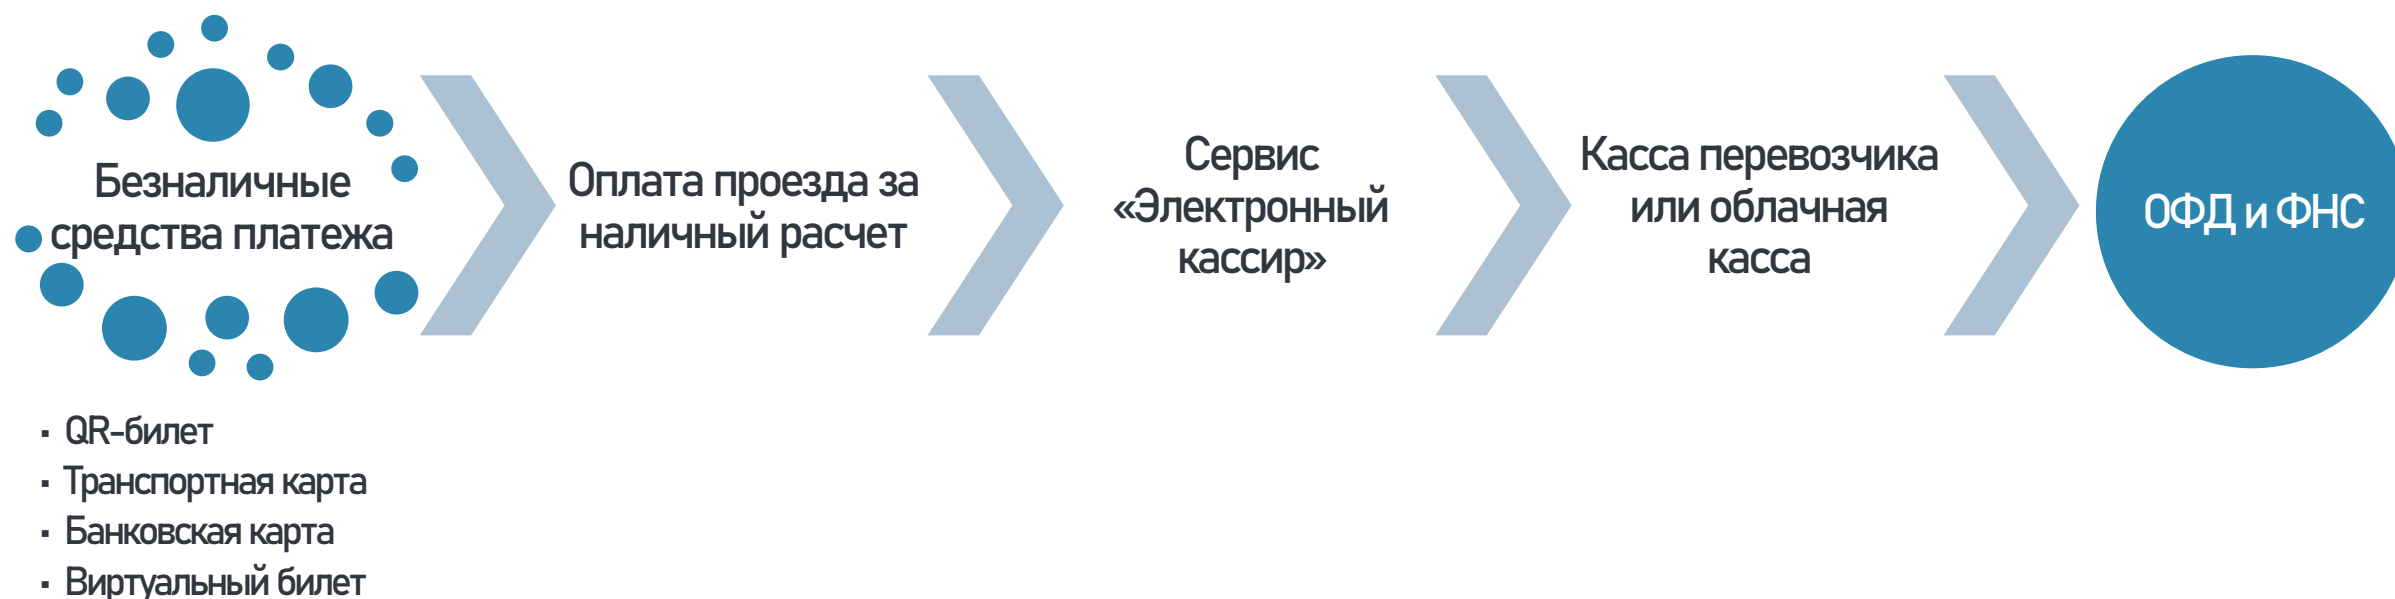 Безналичные
средства платежа
Оплата проезда за
наличный расчет
Сервис
«Электронный
кассир»
Касса перевозчика
или облачная
касса
ОФД и ФНС
▪ QR-билет
▪ Транспортная карта
▪ Банковская карта
▪ Виртуальный билет